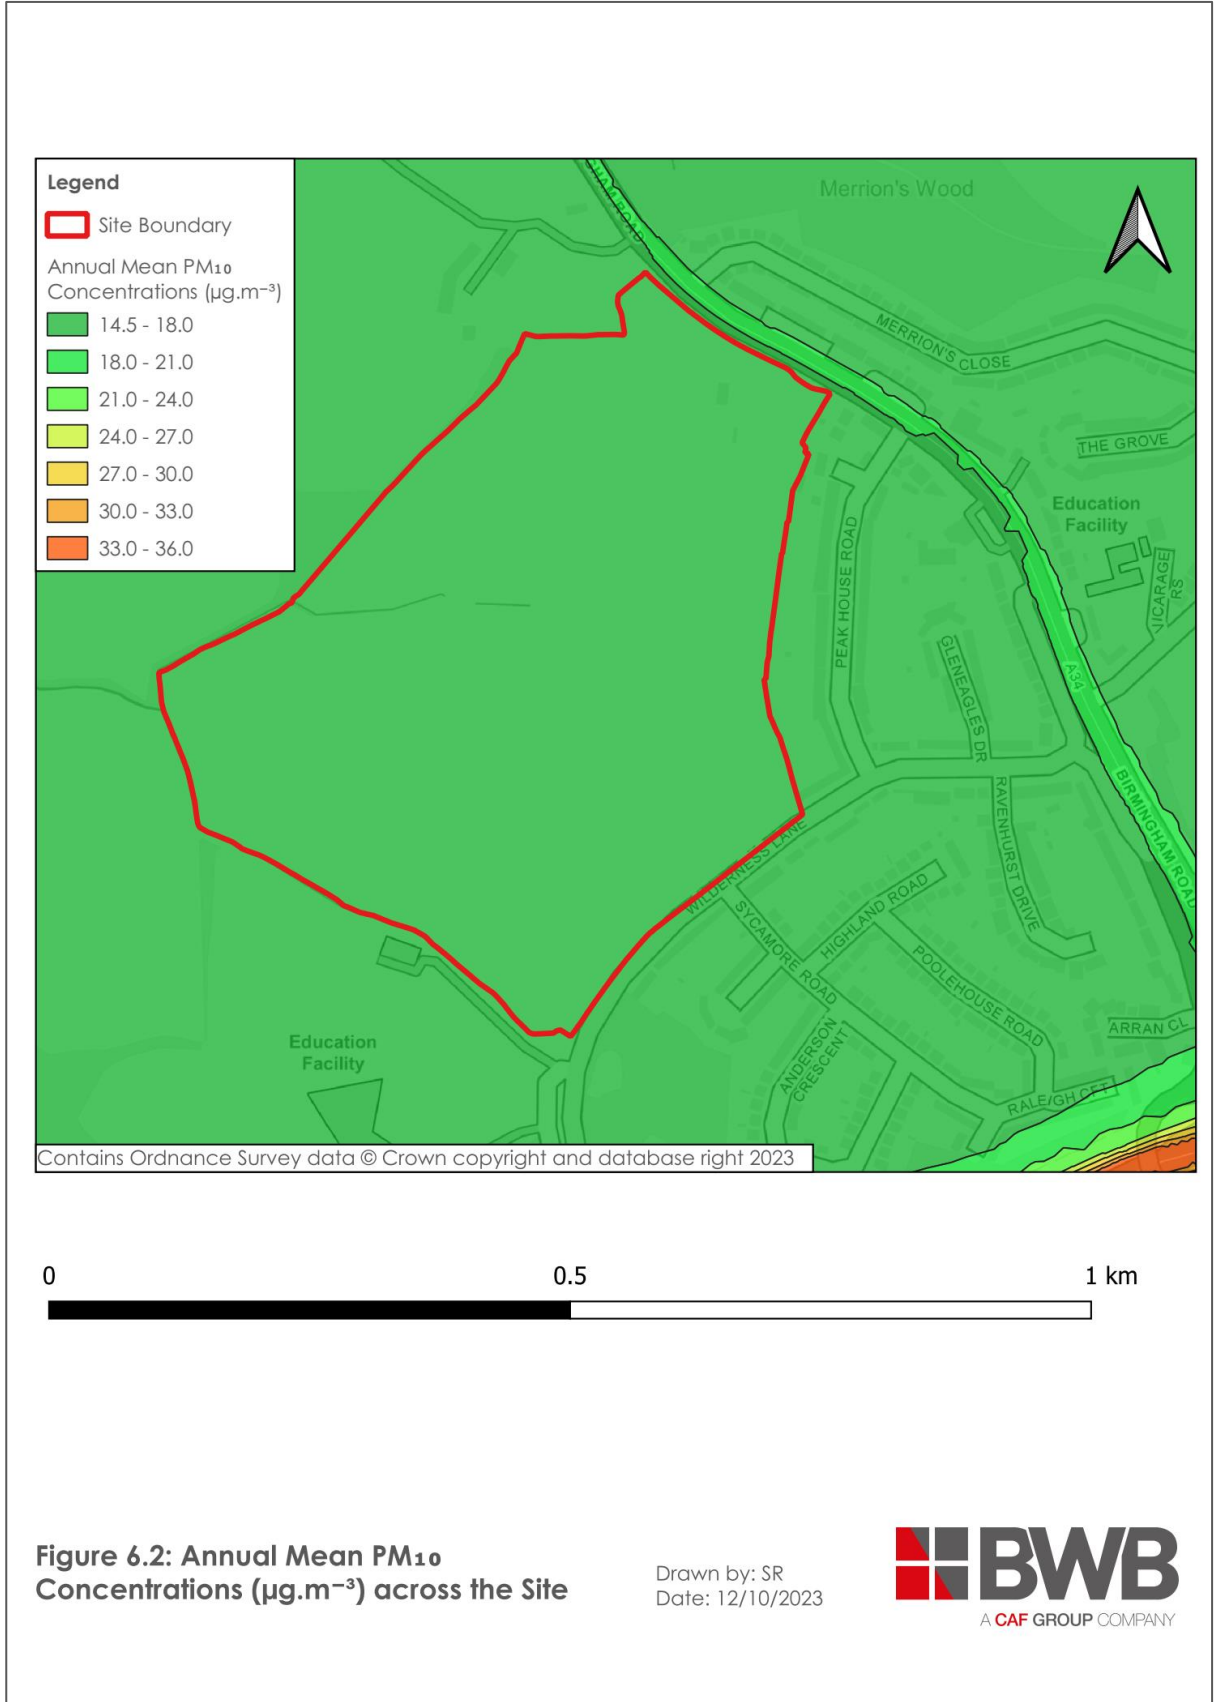 Legend
Site Boundary
Annual Mean PM₁₀
Concentrations (µg.m⁻³)
14.5 - 18.0
18.0 - 21.0
21.0 - 24.0
24.0 - 27.0
27.0 - 30.0
30.0 - 33.0
33.0 - 36.0
GHAM ROAD
Merrion's Wood
MERRION'S CLOSE
THE GROVE
Education
Facility
VICARAGE
RS
PEAK HOUSE ROAD
GLENEAGLES DR
A34
BIRMINGHAM ROAD
RAVENHURST DRIVE
WILDERNESS LANE
SYCAMORE ROAD
HIGHLAND ROAD
POOLEHOUSE ROAD
ANDERSON
CRESCENT
ARRAN CL
RALEIGH CFT
Education
Facility
Contains Ordnance Survey data © Crown copyright and database right 2023
0 0.5 1 km
Figure 6.2: Annual Mean PM₁₀
Concentrations (µg.m⁻³) across the Site
Drawn by: SR
Date: 12/10/2023
BWB
A CAF GROUP COMPANY